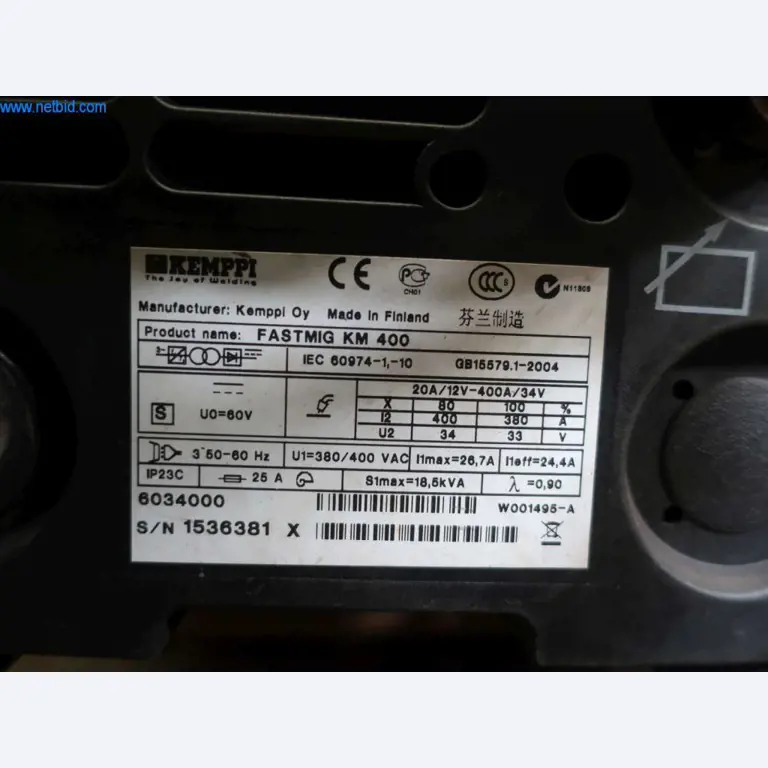 www.netbid.com
KEMPPI
The Joy of Welding
CE
CH01
CCC S
N11808
Manufacturer: Kemppi Oy Made in Finland 芬兰制造
Product name: FASTMIG KM 400
3~ IEC 60974-1,-10 GB15579.1-2004
20A/12V-400A/34V
S U0=60V
X 80 100 %
I2 400 380 A
U2 34 33 V
3~50-60 Hz U1=380/400 VAC I1max=26,7A I1eff=24,4A
IP23C 25 A S1max=18,5kVA λ =0,90
6034000 W001495-A
S/N 1536381 X